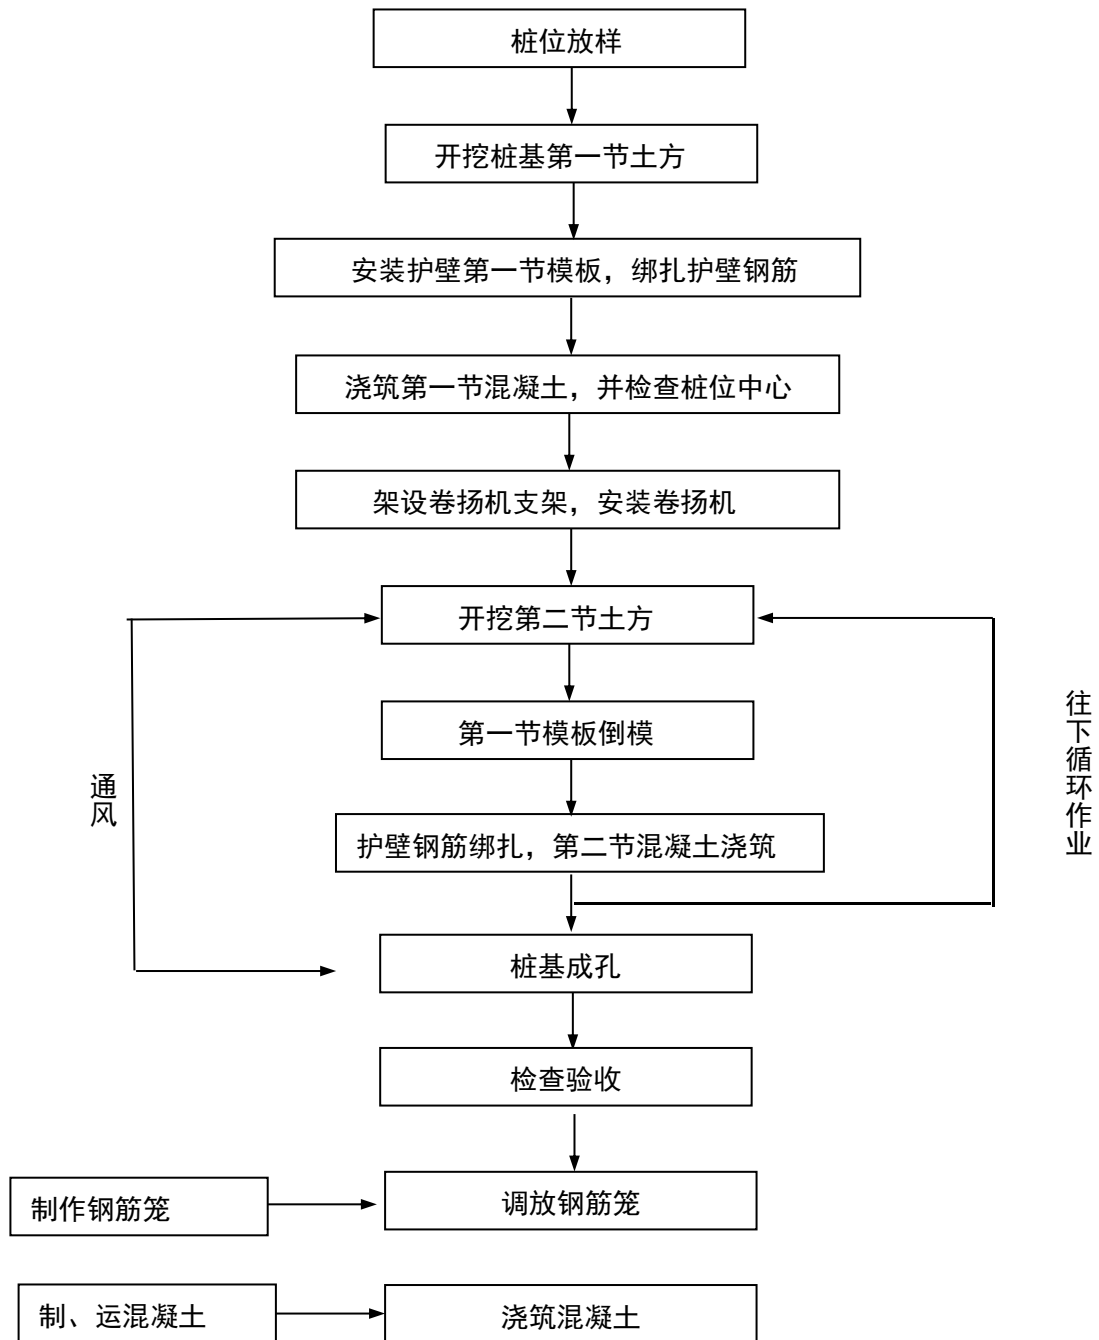 桩位放样
开挖桩基第一节土方
安装护壁第一节模板，绑扎护壁钢筋
浇筑第一节混凝土，并检查桩位中心
架设卷扬机支架，安装卷扬机
开挖第二节土方
第一节模板倒模
通风
往下循环作业
护壁钢筋绑扎，第二节混凝土浇筑
桩基成孔
检查验收
制作钢筋笼
调放钢筋笼
制、运混凝土
浇筑混凝土